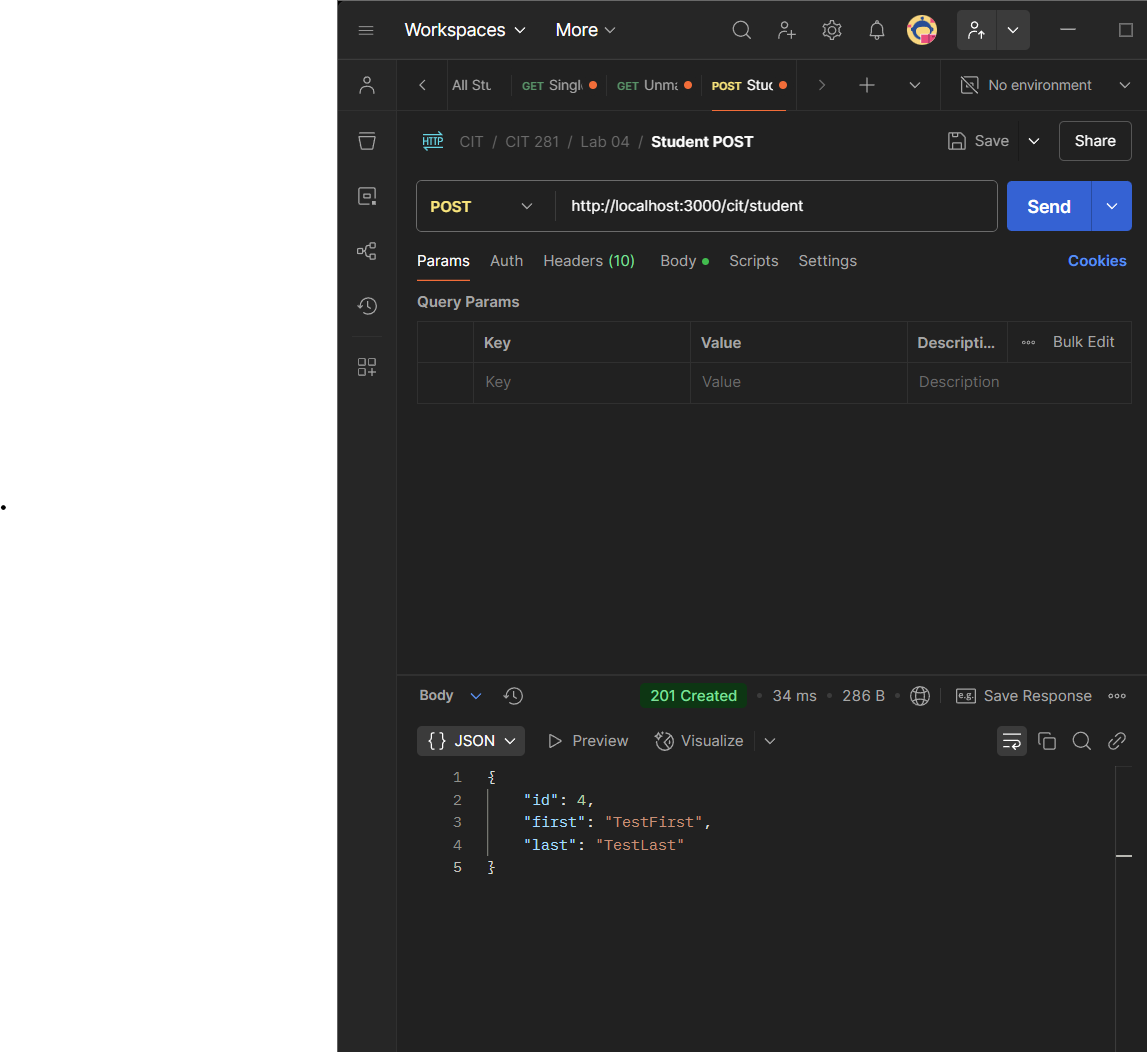 Workspaces More
All Stu GET Singl GET Unma POST Stud No environment
HTTP CIT / CIT 281 / Lab 04 / Student POST Save Share
POST http://localhost:3000/cit/student Send
Params Auth Headers (10) Body Scripts Settings Cookies
Query Params
Key Value Descripti... Bulk Edit
Key Value Description
Body 201 Created 34 ms 286 B e.g. Save Response
{} JSON Preview Visualize
1 {
2 "id": 4,
3 "first": "TestFirst",
4 "last": "TestLast"
5 }